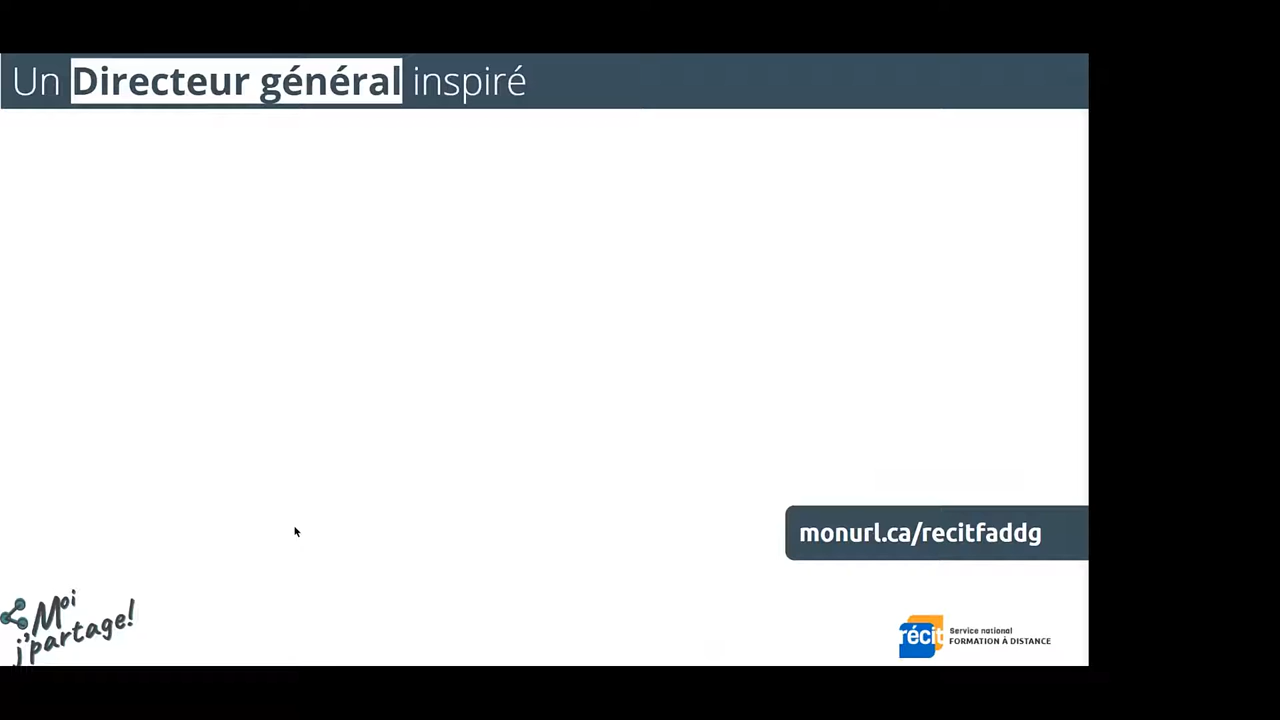 Un Directeur général inspiré
monurl.ca/recitfaddg
Moi
j'partage!
récit
Service national
FORMATION À DISTANCE